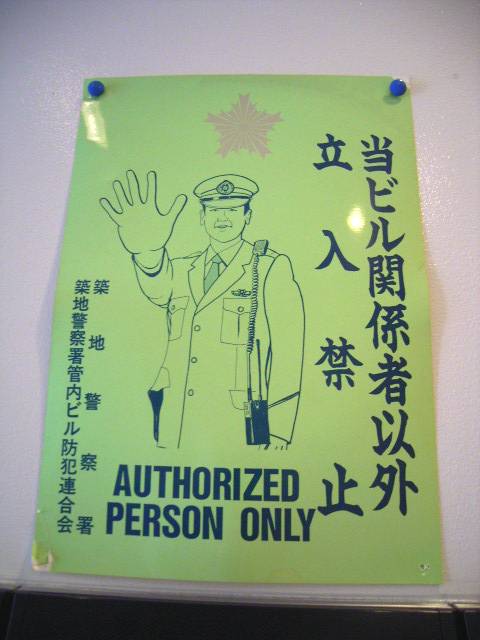 当ビル関係者以外
立入禁止
築地警察署
築地警察署管内ビル防犯連合会
AUTHORIZED
PERSON ONLY